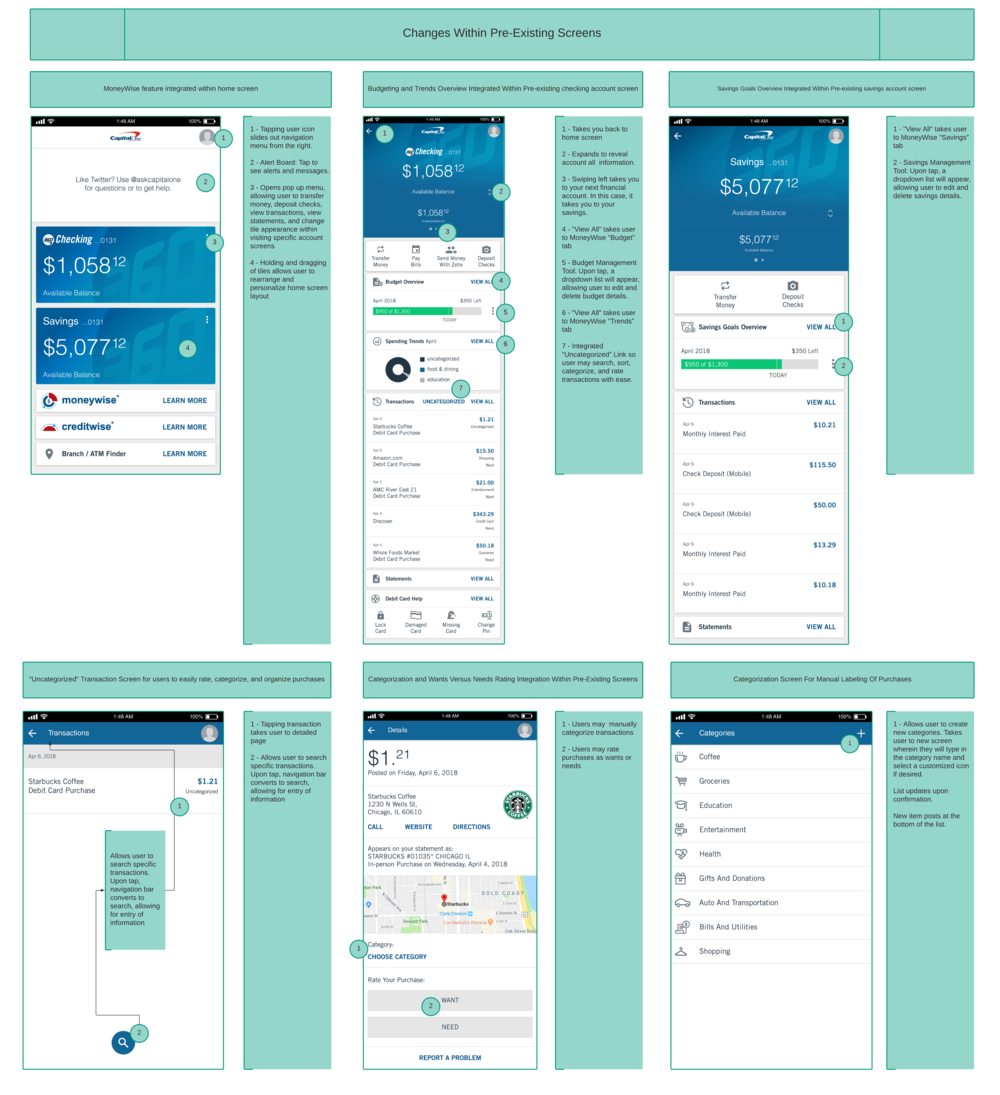 Changes Within Pre-Existing Screens
MoneyWise feature integrated within home screen
1:48 AM
100%
Capital One
Like Twitter? Use @askcapitalone
for questions or to get help.
360 Checking ...0131
$1,058 12
Available Balance
Savings ...0131
$5,077 12
Available Balance
moneywise®
LEARN MORE
creditwise®
LEARN MORE
Branch / ATM Finder
LEARN MORE
1
2
3
4
1 - Tapping user icon
slides out navigation
menu from the right.
2 - Alert Board: Tap to
see alerts and messages.
3 - Opens pop up menu,
allowing user to transfer
money, deposit checks,
view transactions, view
statements, and change
tile appearance within
visiting specific account
screens
4 - Holding and dragging
of tiles allows user to
rearrange and
personalize home screen
layout
Budgeting and Trends Overview Integrated Within Pre-existing checking account screen
1:48 AM
100%
Capital One
360 Checking ...0131
$1,058 12
Available Balance
$1,058 12
Available Balance
Transfer
Money
Pay
Bills
Send Money
With Zelle
Deposit
Checks
Budget Overview
VIEW ALL
April 2018
$350 Left
$950 of $1,300
TODAY
Spending Trends April
VIEW ALL
uncategorized
food & dining
education
Transactions
UNCATEGORIZED
VIEW ALL
Apr 6
Starbucks Coffee
Debit Card Purchase
$1.21
Uncategorized
Apr 6
Amazon.com
Debit Card Purchase
$15.50
Shopping
Want
Apr 5
AMC River East 21
Debit Card Purchase
$21.00
Entertainment
Want
Apr 6
Discover
$343.29
Credit Card
Need
Apr 6
Whole Foods Market
Debit Card Purchase
$50.18
Groceries
Need
Statements
VIEW ALL
Debit Card Help
VIEW ALL
Lock
Card
Damaged
Card
Missing
Card
Change
Pin
1
2
3
4
5
6
7
1 - Takes you back to
home screen
2 - Expands to reveal
account all information.
3 - Swiping left takes you
to your next financial
account. In this case, it
takes you to your
savings.
4 - "View All" takes user
to MoneyWise "Budget"
tab
5 - Budget Management
Tool: Upon tap, a
dropdown list will appear,
allowing user to edit and
delete budget details.
6 - "View All" takes user
to MoneyWise "Trends"
tab
7 - Integrated
"Uncategorized" Link so
user may search, sort,
categorize, and rate
transactions with ease.
Savings Goals Overview Integrated Within Pre-existing savings account screen
1:48 AM
100%
Capital One
Savings ...0131
$5,077 12
Available Balance
$5,077 12
Available Balance
Transfer
Money
Deposit
Checks
Savings Goals Overview
VIEW ALL
April 2018
$350 Left
$950 of $1,300
TODAY
Transactions
VIEW ALL
Apr 6
Monthly Interest Paid
$10.21
Apr 6
Check Deposit (Mobile)
$115.50
Apr 6
Check Deposit (Mobile)
$50.00
Apr 6
Monthly Interest Paid
$13.29
Apr 6
Monthly Interest Paid
$10.18
Statements
VIEW ALL
1
2
1 - "View All" takes user
to MoneyWise "Savings"
tab
2 - Savings Management
Tool: Upon tap, a
dropdown list will appear,
allowing user to edit and
delete savings details.
"Uncategorized" Transaction Screen for users to easily rate, categorize, and organize purchases
1:48 AM
100%
Transactions
Apr 6, 2018
Starbucks Coffee
Debit Card Purchase
$1.21
Uncategorized
1
Allows user to
search specific
transactions.
Upon tap,
navigation bar
converts to
search, allowing
for entry of
information
2
1 - Tapping transaction
takes user to detailed
page
2 - Allows user to search
specific transactions.
Upon tap, navigation bar
converts to search,
allowing for entry of
information
Categorization and Wants Versus Needs Rating Integration Within Pre-Existing Screens
1:48 AM
100%
Details
$1.21
Posted on Friday, April 6, 2018
Starbucks Coffee
1230 N Wells St,
Chicago, IL 60610
STARBUCKS COFFEE
CALL
WEBSITE
DIRECTIONS
Appears on your statement as:
STARBUCKS #01035* CHICAGO IL
In-person Purchase on Wednesday, April 4, 2018
GOLD COAST
Starbucks
Clark/Division
Seward Park
Lou Malnati's Pizzeria
Oak Street Bea
Category:
CHOOSE CATEGORY
Rate Your Purchase:
WANT
NEED
REPORT A PROBLEM
1
2
1 - Users may manually
categorize transactions
2 - Users may rate
purchases as wants or
needs
Categorization Screen For Manual Labeling Of Purchases
1:48 AM
100%
Categories
Coffee
Groceries
Education
Entertainment
Health
Gifts And Donations
Auto And Transportation
Bills And Utilities
Shopping
1
1 - Allows user to create
new categories. Takes
user to new screen
wherein they will type in
the category name and
select a customized icon
if desired.
List updates upon
confirmation.
New item posts at the
bottom of the list.